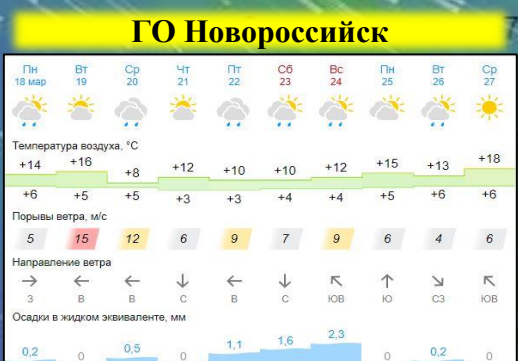 ГО Новороссийск
Пн Вт Ср Чт Пт Сб Вс Пн Вт Ср
18 мар 19 20 21 22 23 24 25 26 27
Температура воздуха, °C
+14 +16 +8 +12 +10 +10 +12 +15 +13 +18
+6 +5 +5 +3 +3 +4 +4 +5 +6 +6
Порывы ветра, м/с
5 15 12 6 9 7 9 6 4 6
Направление ветра
З В В С В С ЮВ Ю СЗ ЮВ
Осадки в жидком эквиваленте, мм
0,2 0 0,5 0 1,1 1,6 2,3 0 0,2 0